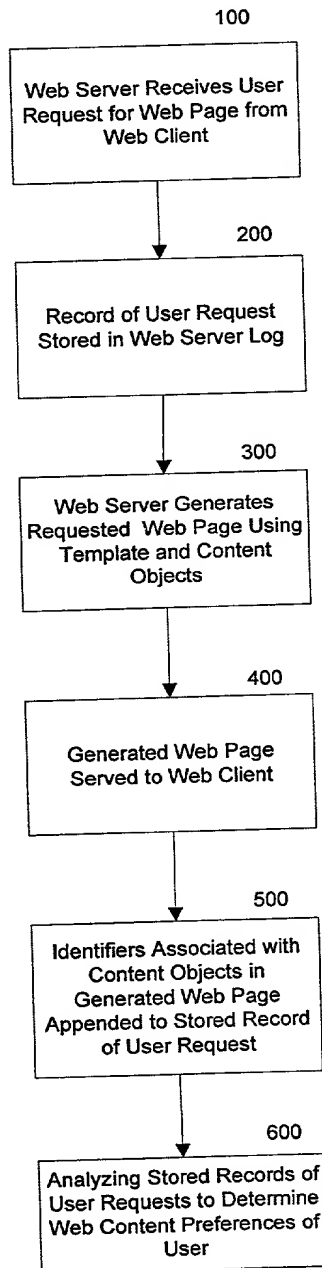 100
Web Server Receives User
Request for Web Page from
Web Client
200
Record of User Request
Stored in Web Server Log
300
Web Server Generates
Requested Web Page Using
Template and Content
Objects
400
Generated Web Page
Served to Web Client
500
Identifiers Associated with
Content Objects in
Generated Web Page
Appended to Stored Record
of User Request
600
Analyzing Stored Records of
User Requests to Determine
Web Content Preferences of
User